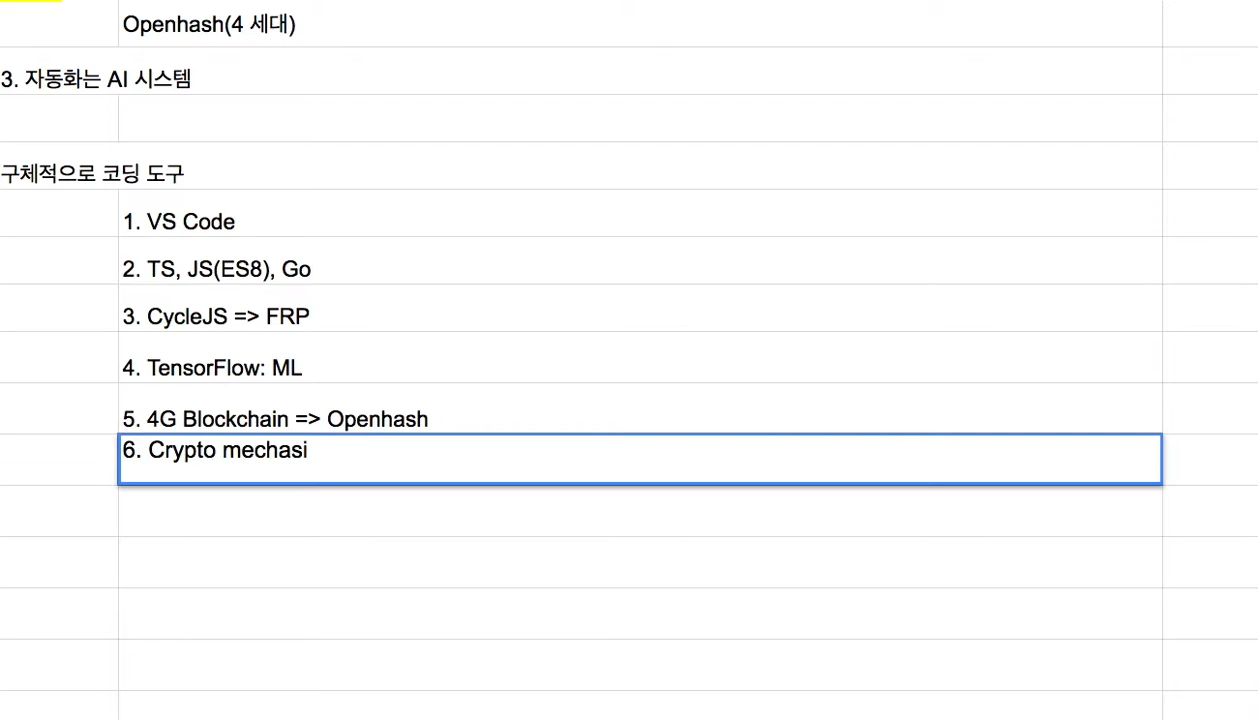 Openhash(4 세대)
3. 자동화는 AI 시스템
구체적으로 코딩 도구
1. VS Code
2. TS, JS(ES8), Go
3. CycleJS => FRP
4. TensorFlow: ML
5. 4G Blockchain => Openhash
6. Crypto mechasi